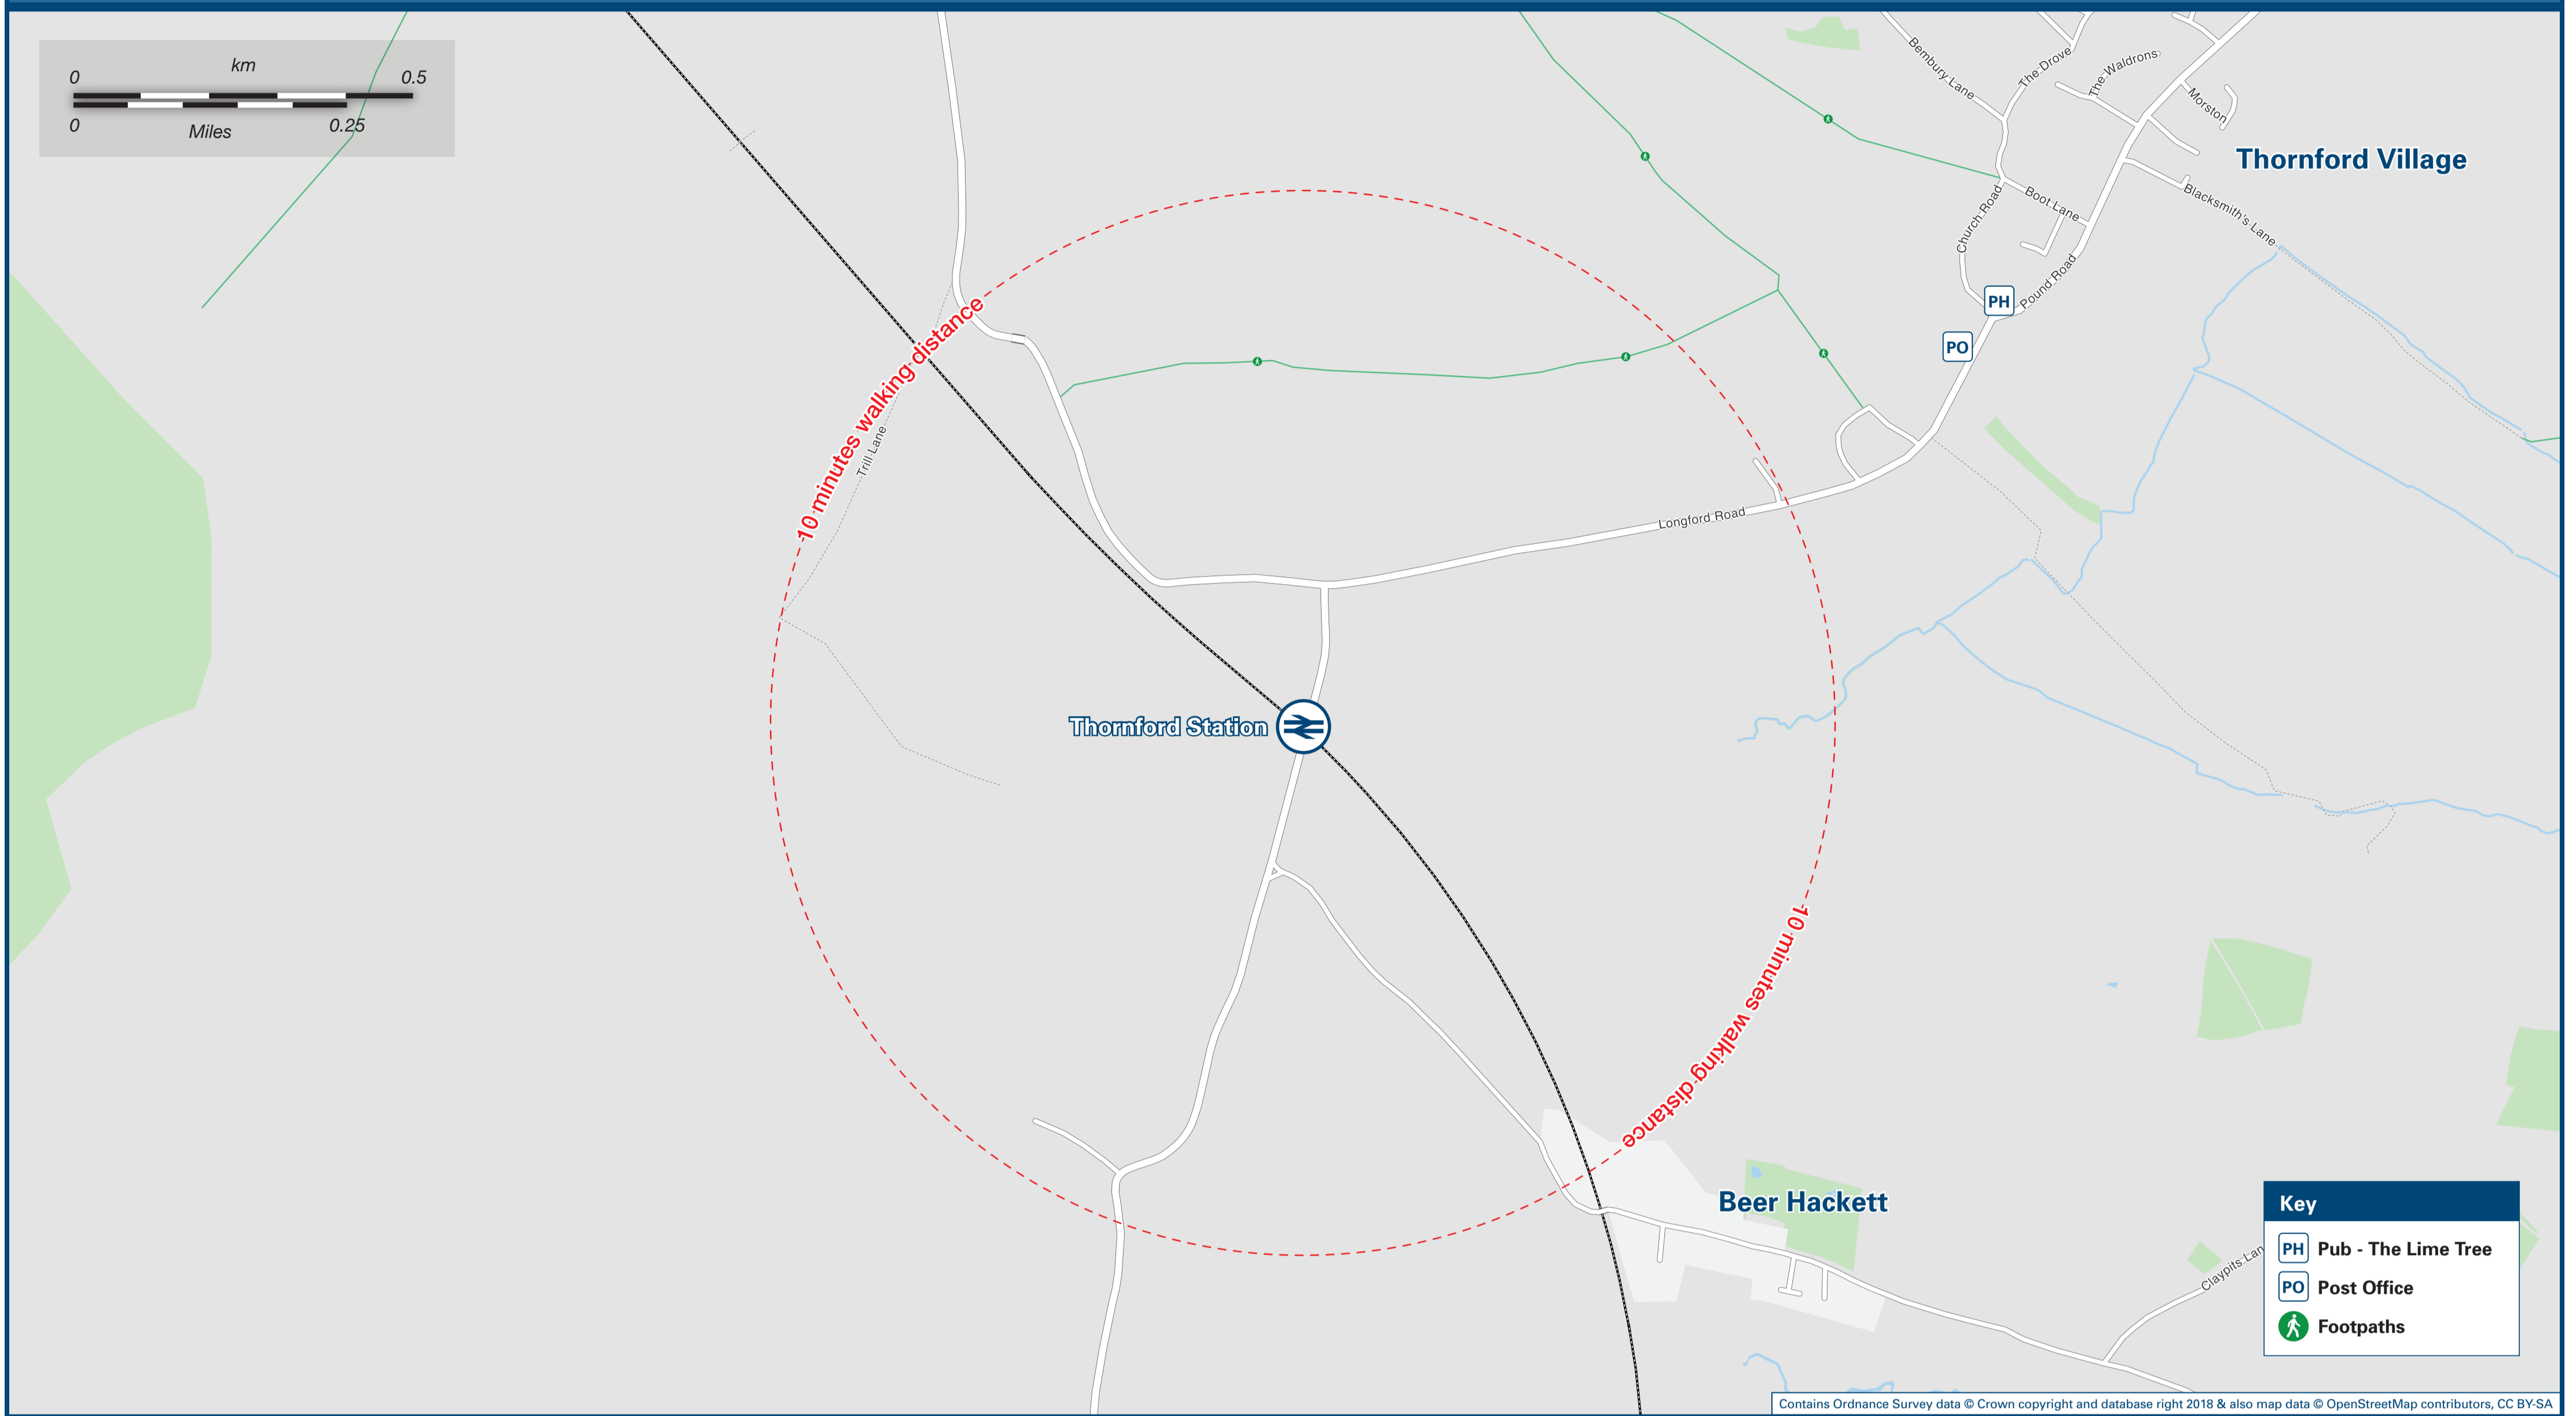 km
0 0.5
0 0.25
Miles
Bembury Lane
The Drove
The Waldrons
Morston
Thornford Village
Blacksmith's Lane
Boot Lane
Church Road
Pound Road
PH
PO
10 minutes walking distance
Trill Lane
Longford Road
Thornford Station
10 minutes walking distance
Beer Hackett
Claypits Lan
Key
PH Pub - The Lime Tree
PO Post Office
Footpaths
Contains Ordnance Survey data © Crown copyright and database right 2018 & also map data © OpenStreetMap contributors, CC BY-SA